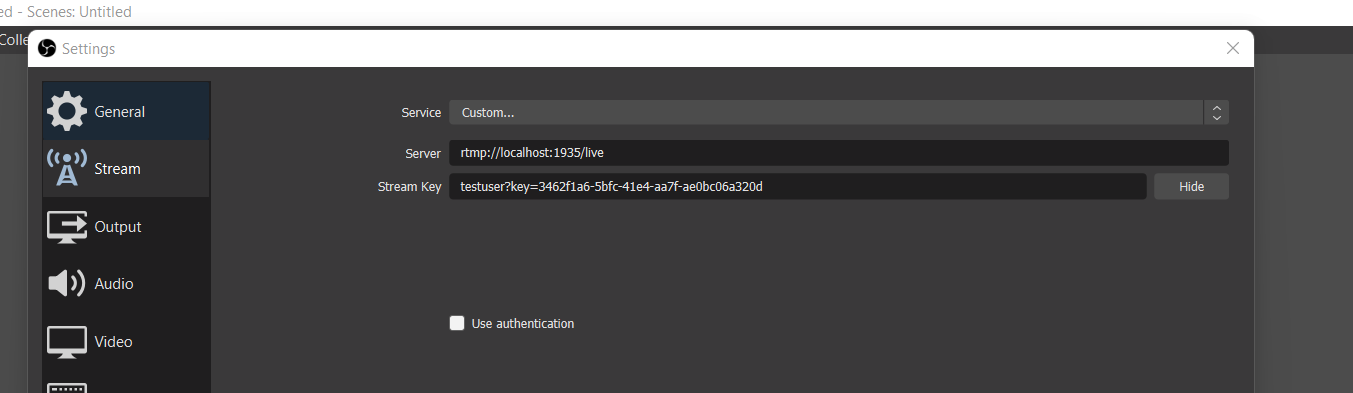 ed - Scenes: Untitled
Colle
Settings
General
Stream
Output
Audio
Video
Service Custom...
Server rtmp://localhost:1935/live
Stream Key testuser?key=3462f1a6-5bfc-41e4-aa7f-ae0bc06a320d Hide
Use authentication